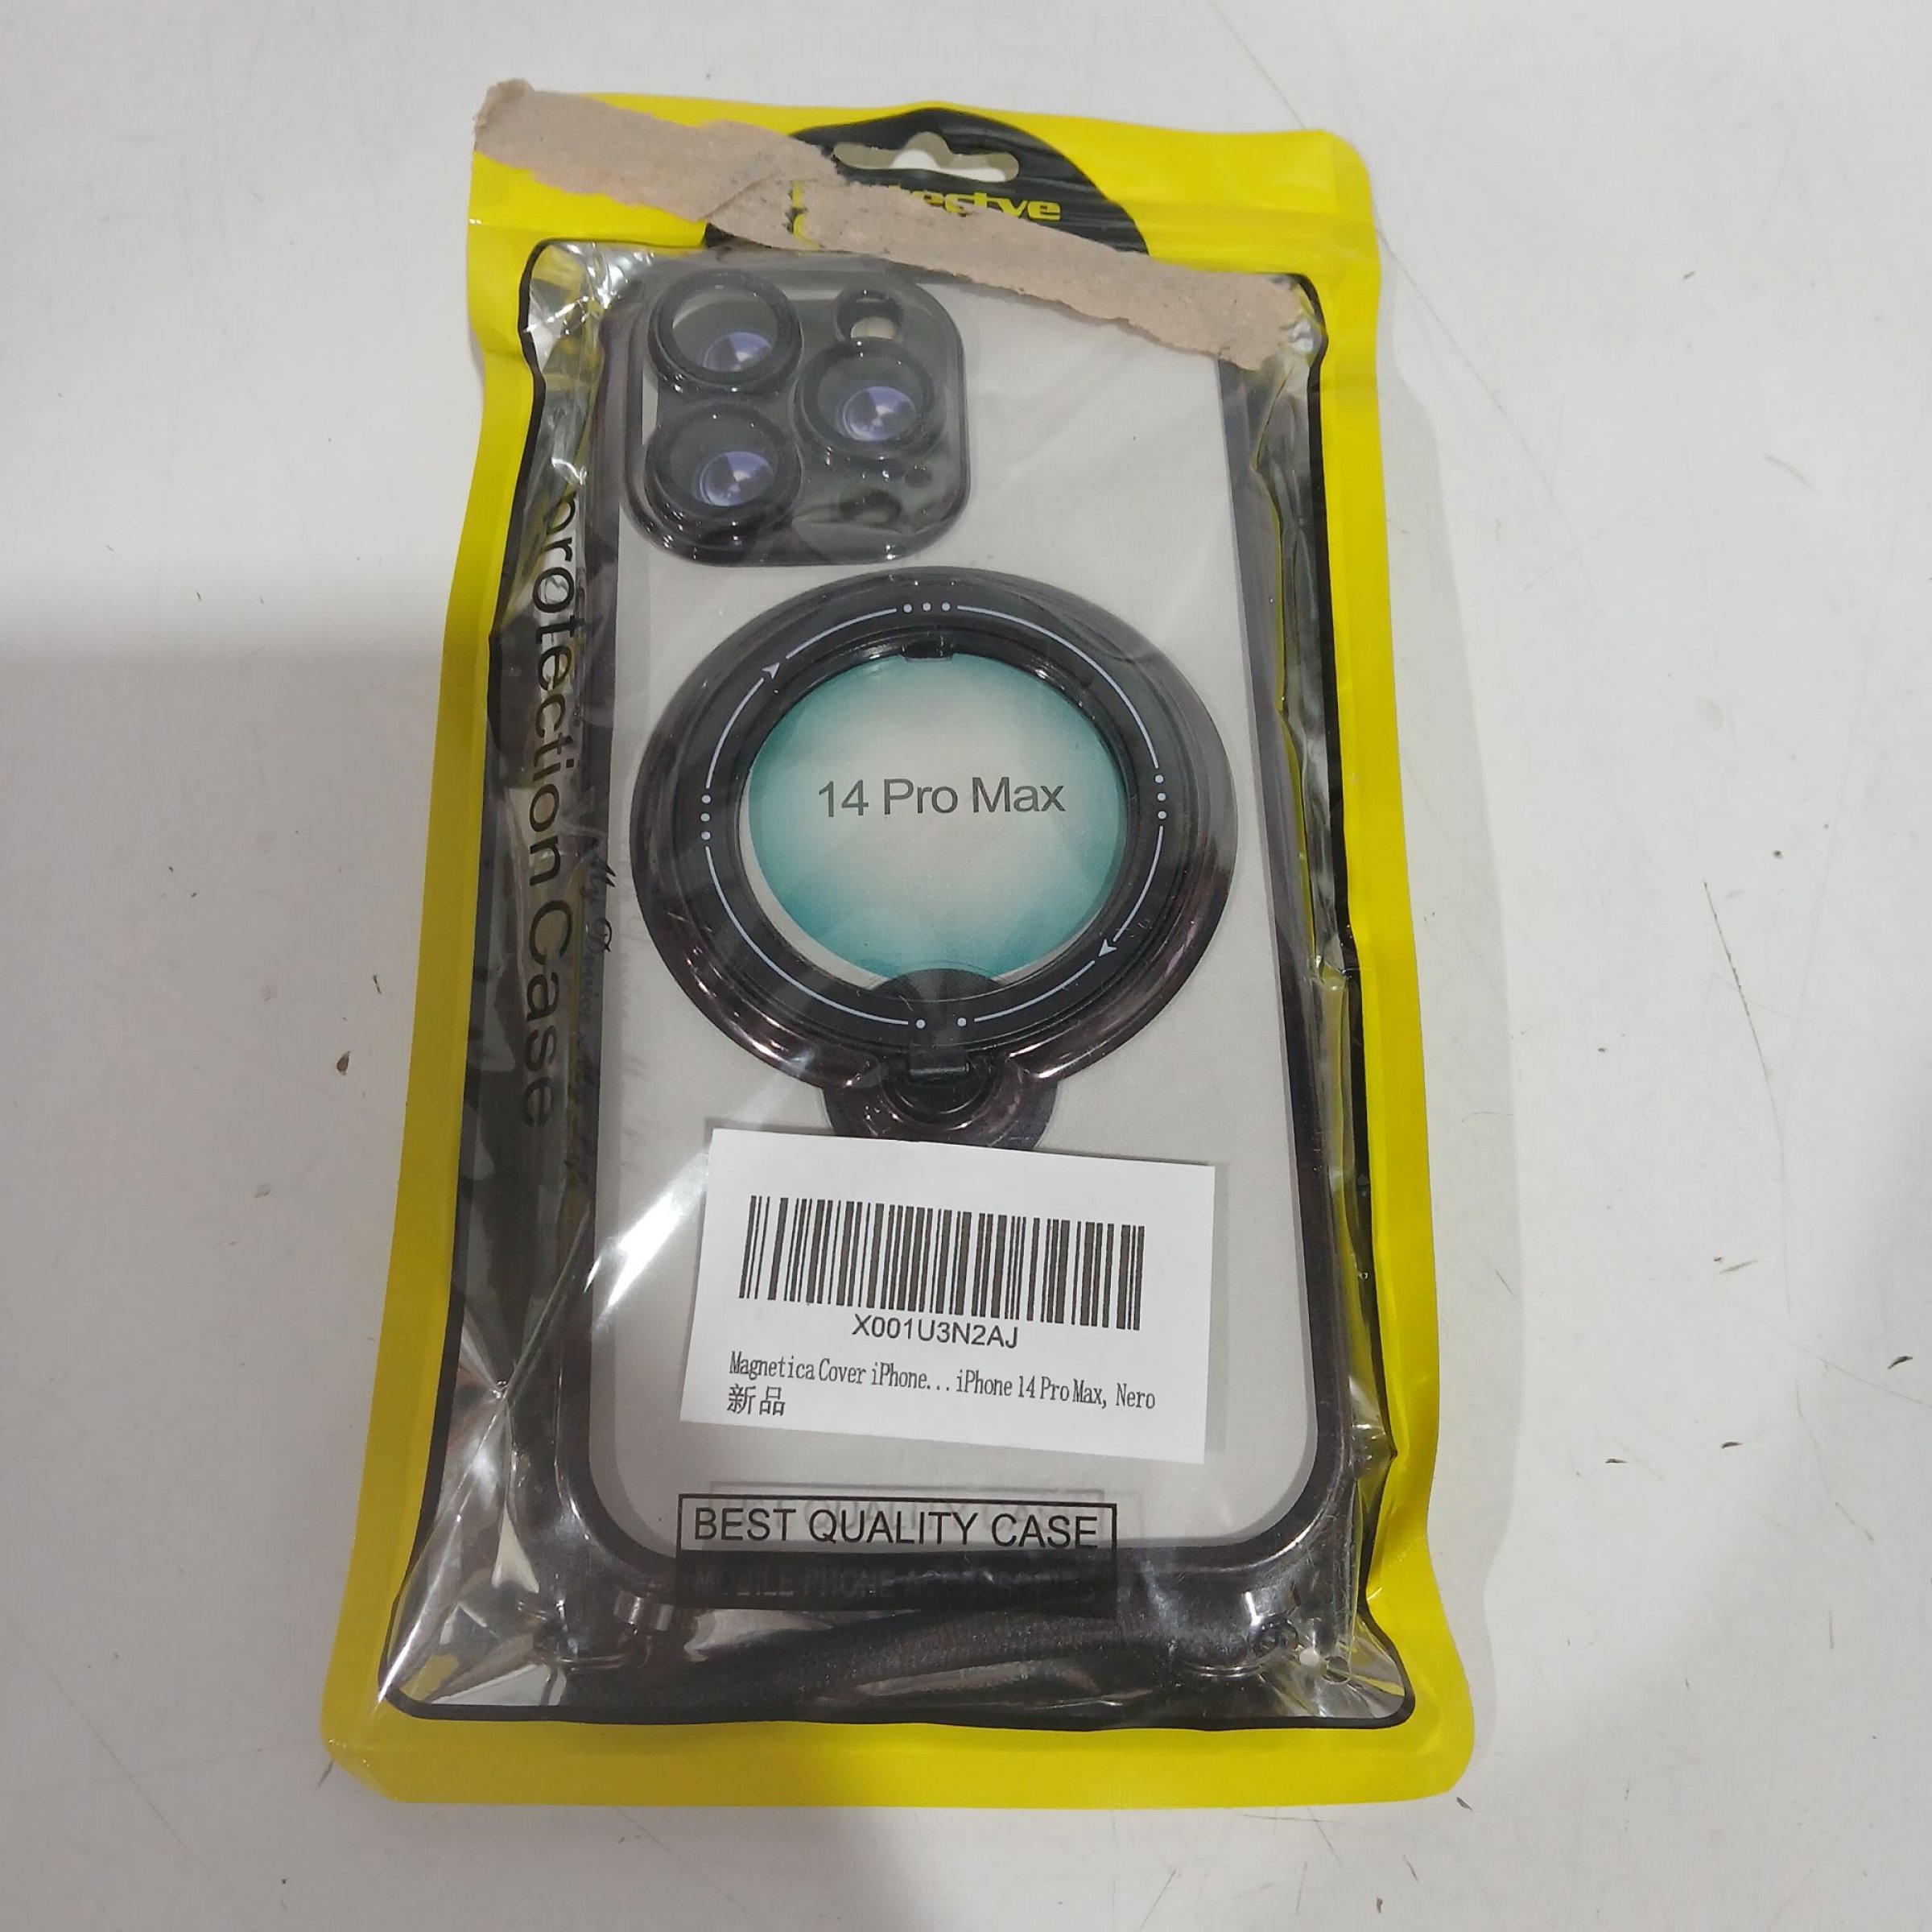 protection Case
14 Pro Max
X001U3N2AJ
Magnetica Cover iPhone... iPhone 14 Pro Max, Nero
新品
BEST QUALITY CASE